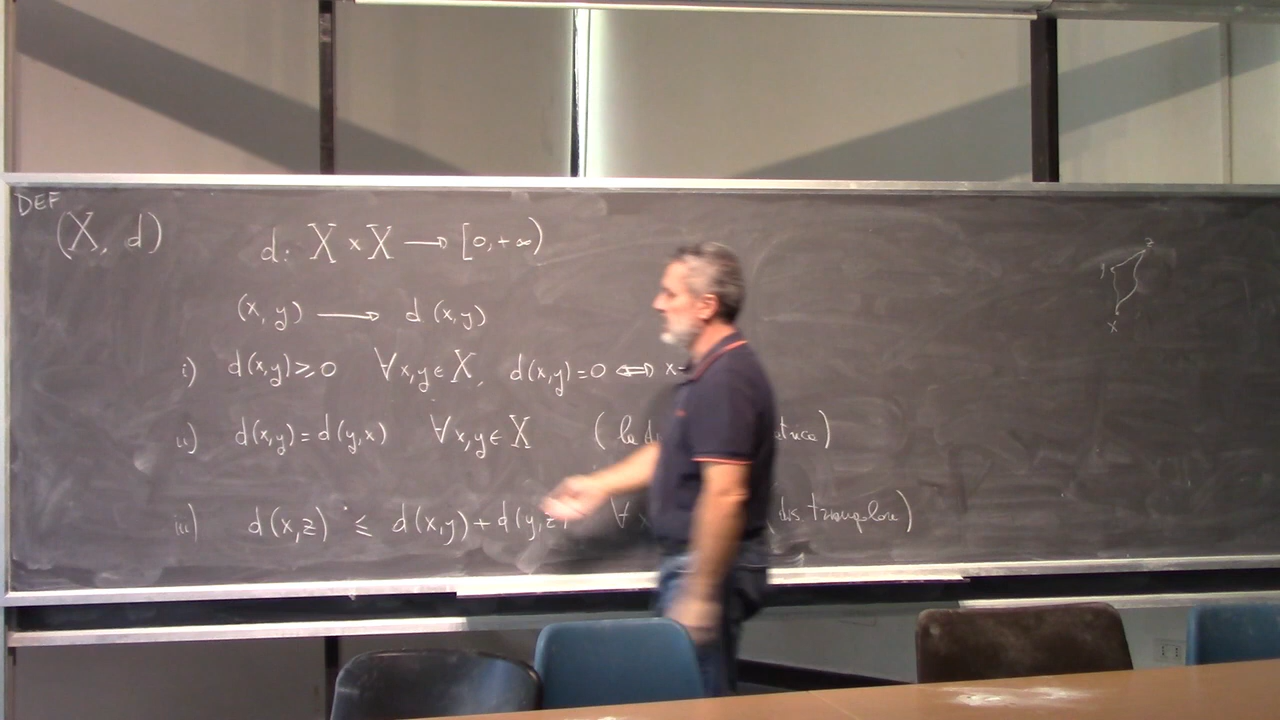 DEF
(X, d) d: X × X → [0, +∞)
(x, y) → d (x,y)
i) d(x,y) ≥ 0 ∀ x,y ∈ X, d(x,y) = 0 ⇔ x
ii) d(x,y) = d(y,x) ∀ x,y ∈ X (la
iii) d(x,z) ≤ d(x,y) + d(y,z) ∀ x (dis. triangolare)
z
y
x